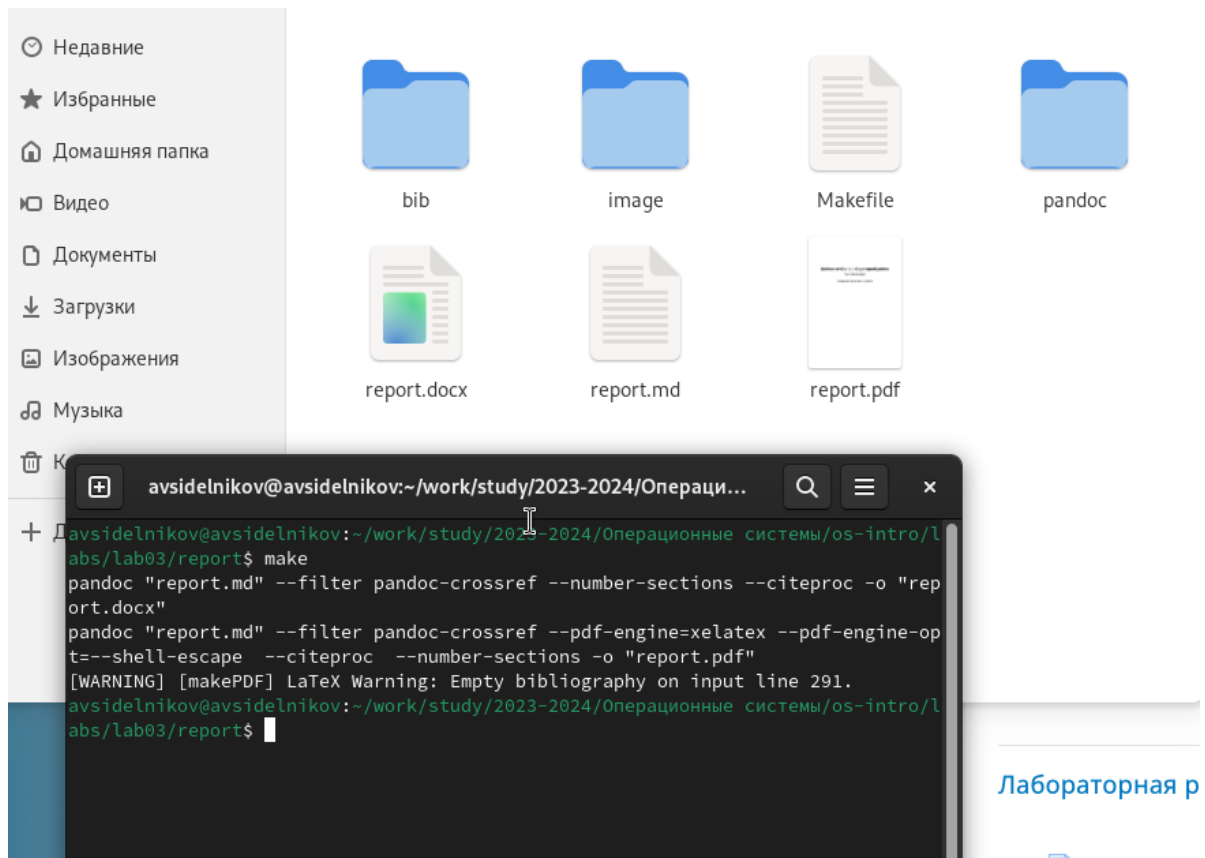 Недавние
Избранные
Домашняя папка
Видео
Документы
Загрузки
Изображения
Музыка
К
Д
bib
image
Makefile
pandoc
report.docx
report.md
report.pdf
avsidelnikov@avsidelnikov:~/work/study/2023-2024/Операци...
avsidelnikov@avsidelnikov:~/work/study/2023-2024/Операционные системы/os-intro/l
abs/lab03/report$ make
pandoc "report.md" --filter pandoc-crossref --number-sections --citeproc -o "rep
ort.docx"
pandoc "report.md" --filter pandoc-crossref --pdf-engine=xelatex --pdf-engine-op
t=--shell-escape  --citeproc  --number-sections -o "report.pdf"
[WARNING] [makePDF] LaTeX Warning: Empty bibliography on input line 291.
avsidelnikov@avsidelnikov:~/work/study/2023-2024/Операционные системы/os-intro/l
abs/lab03/report$
Лабораторная р